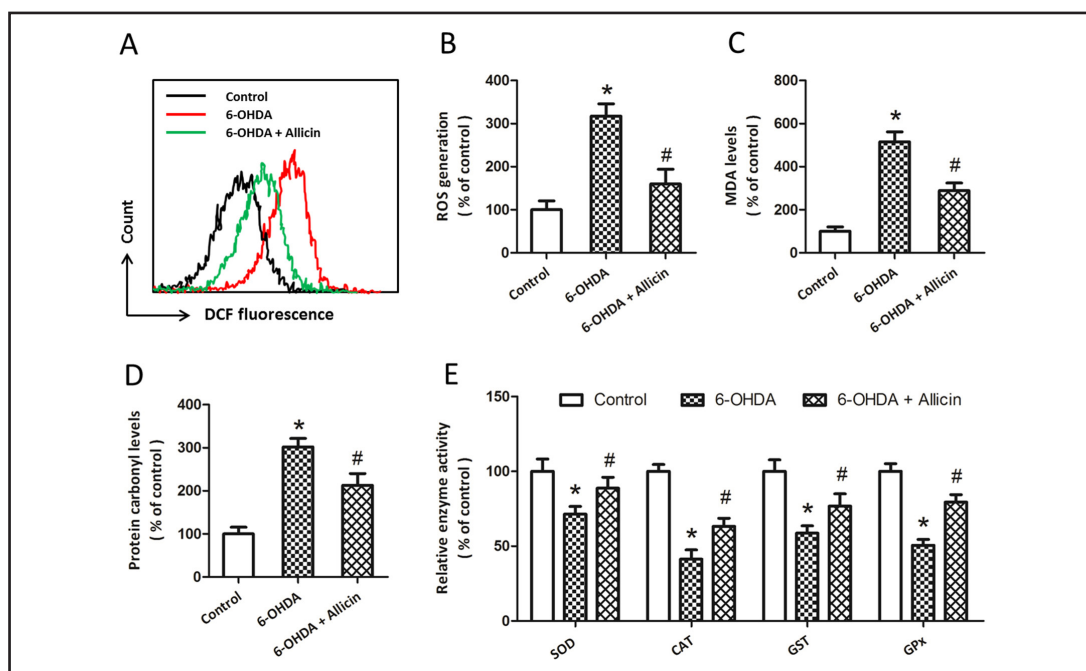 A
Control
6-OHDA
6-OHDA + Allicin
Count
DCF fluorescence
B
ROS generation
( % of control )
400
300
200
100
0
Control
6-OHDA
6-OHDA + Allicin
*
#
C
MDA levels
( % of control )
800
600
400
200
0
Control
6-OHDA
6-OHDA + Allicin
*
#
D
Protein carbonyl levels
( % of control )
400
300
200
100
0
Control
6-OHDA
6-OHDA + Allicin
*
#
E
Relative enzyme activity
( % of control )
150
100
50
0
Control
6-OHDA
6-OHDA + Allicin
* #
* #
* #
* #
SOD
CAT
GST
GPx